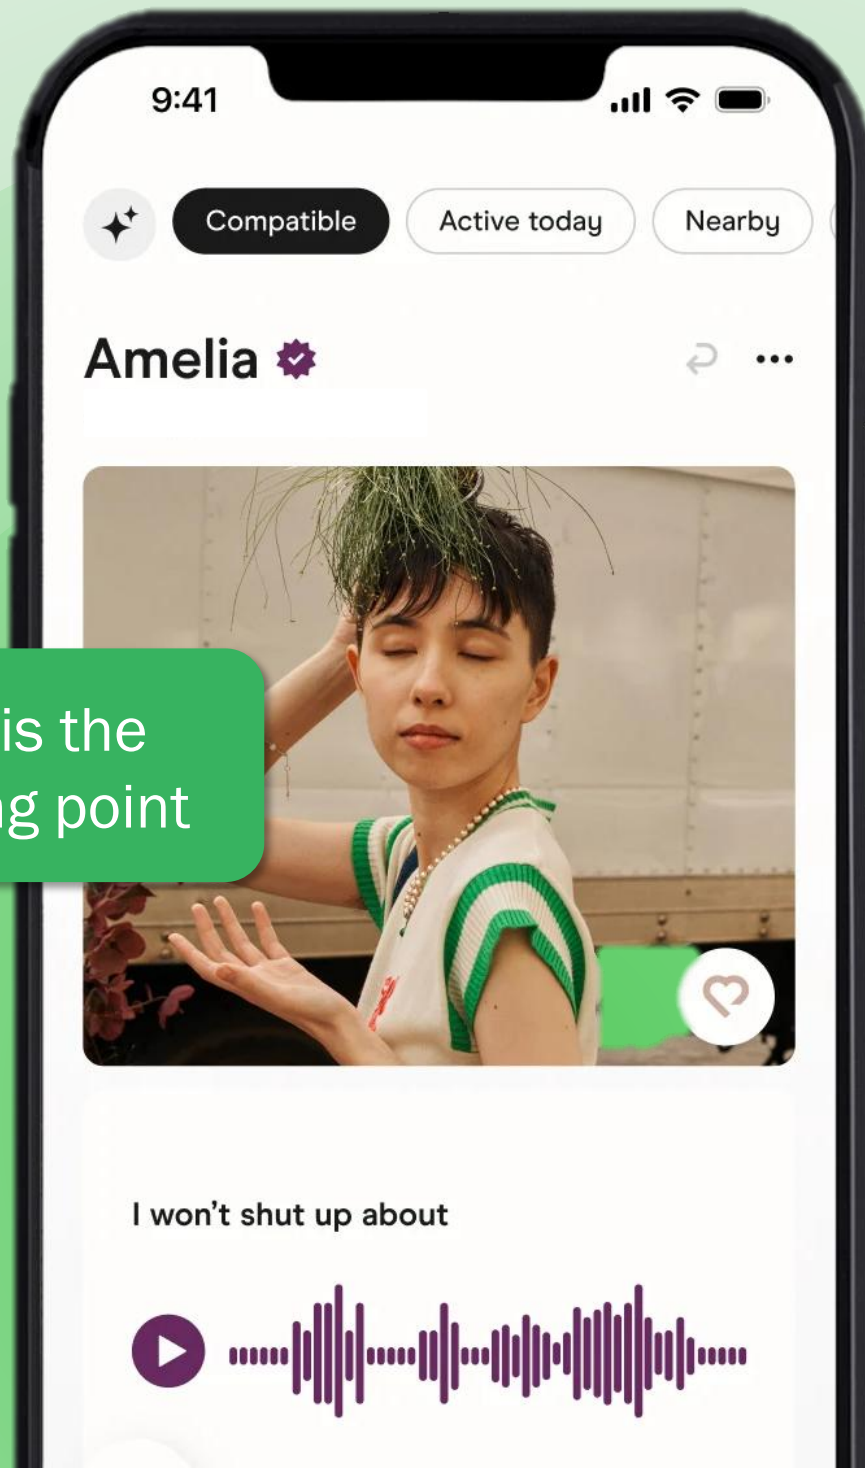 9:41
Compatible Active today Nearby
Amelia
is the
point
I won't shut up about